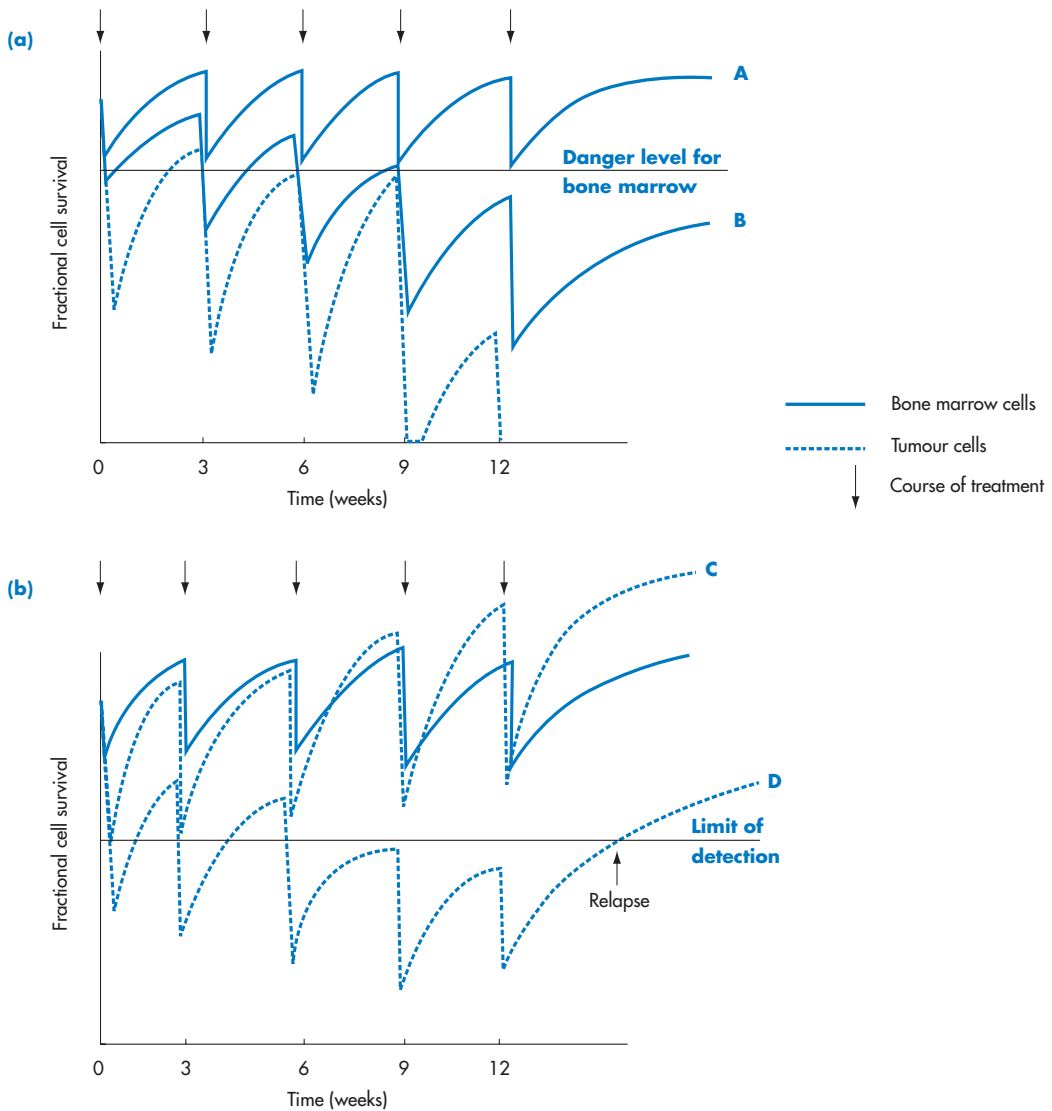 (a)
A
Danger level for
bone marrow
B
Fractional cell survival
0 3 6 9 12
Time (weeks)
Bone marrow cells
Tumour cells
Course of treatment
(b)
C
D
Limit of
detection
Relapse
Fractional cell survival
0 3 6 9 12
Time (weeks)